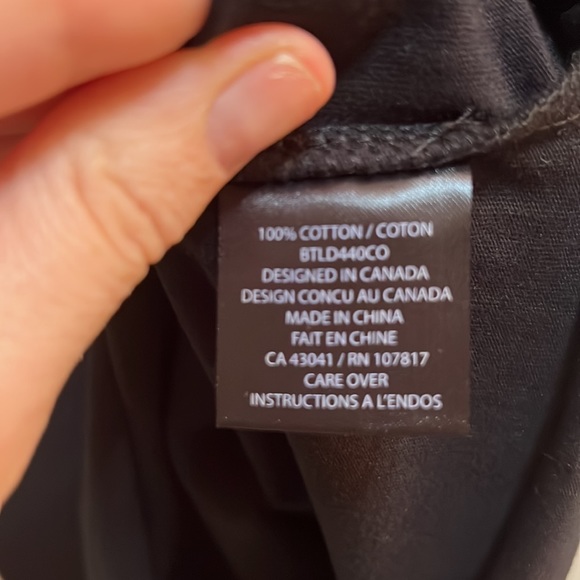 100% COTTON / COTON
BTLD440CO
DESIGNED IN CANADA
DESIGN CONCU AU CANADA
MADE IN CHINA
FAIT EN CHINE
CA 43041 / RN 107817
CARE OVER
INSTRUCTIONS A L'ENDOS